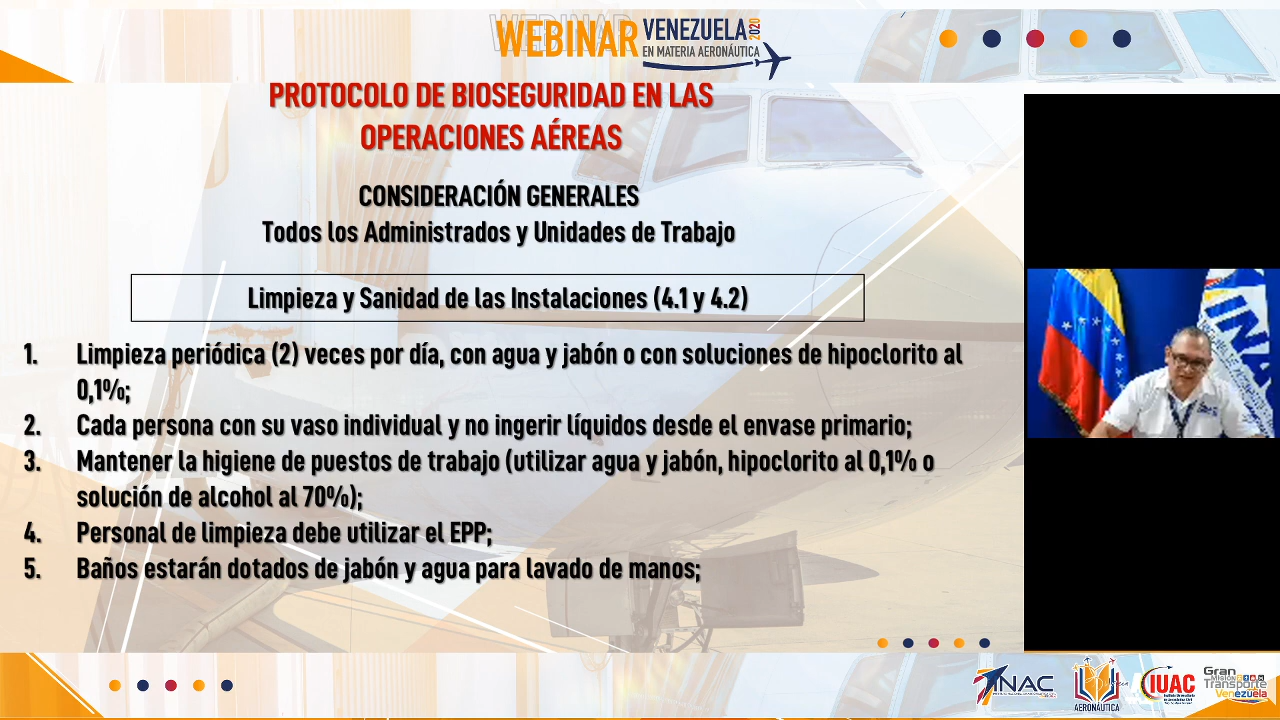 WEBINAR VENEZUELA 2020
EN MATERIA AERONÁUTICA
PROTOCOLO DE BIOSEGURIDAD EN LAS
OPERACIONES AÉREAS
CONSIDERACIÓN GENERALES
Todos los Administrados y Unidades de Trabajo
Limpieza y Sanidad de las Instalaciones (4.1 y 4.2)
1. Limpieza periódica (2) veces por día, con agua y jabón o con soluciones de hipoclorito al
0,1%;
2. Cada persona con su vaso individual y no ingerir líquidos desde el envase primario;
3. Mantener la higiene de puestos de trabajo (utilizar agua y jabón, hipoclorito al 0,1% o
solución de alcohol al 70%);
4. Personal de limpieza debe utilizar el EPP;
5. Baños estarán dotados de jabón y agua para lavado de manos;
INAC
AERONÁUTICA
IUAC
Gran
Misión
Transporte
Venezuela